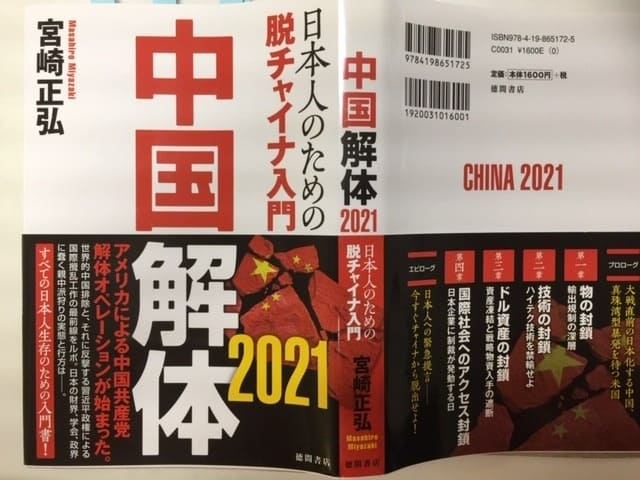 日本人のための
脱チャイナ入門
中国
解体
2021
宮崎正弘
Masahiro Miyazaki
アメリカによる中国共産党
解体オペレーションが始まった。
世界的中国排除と、それに反撃する習近平政権による
国際攪乱工作の最前線をルポ。日本の財界、学会、政界
に蠢く親中派狩りの実態と行方は――。
すべての日本人生存のための入門書！
徳間書店
中国解体
2021
日本人のための
脱チャイナ入門
宮崎正弘
Masahiro
Miyazaki
徳間書店
9784198651725
1920031016001
ISBN978-4-19-865172-5
C0031 ¥1600E (0)
定価：本体1600円＋税
徳間書店
CHINA 2021
プロローグ
大戦直前の日本と化する中国
真珠湾型暴発を待つ米国
第一章
物の封鎖
輸出規制の深層
第二章
技術の封鎖
ハイテク技術を禁輸せよ
第三章
ドル資産の封鎖
資産凍結と戦略物資入手の遮断
第四章
国際社会へのアクセス封鎖
日本企業に制裁が発動する日
エピローグ
日本人への緊急提言――
今すぐチャイナから脱出せよ！